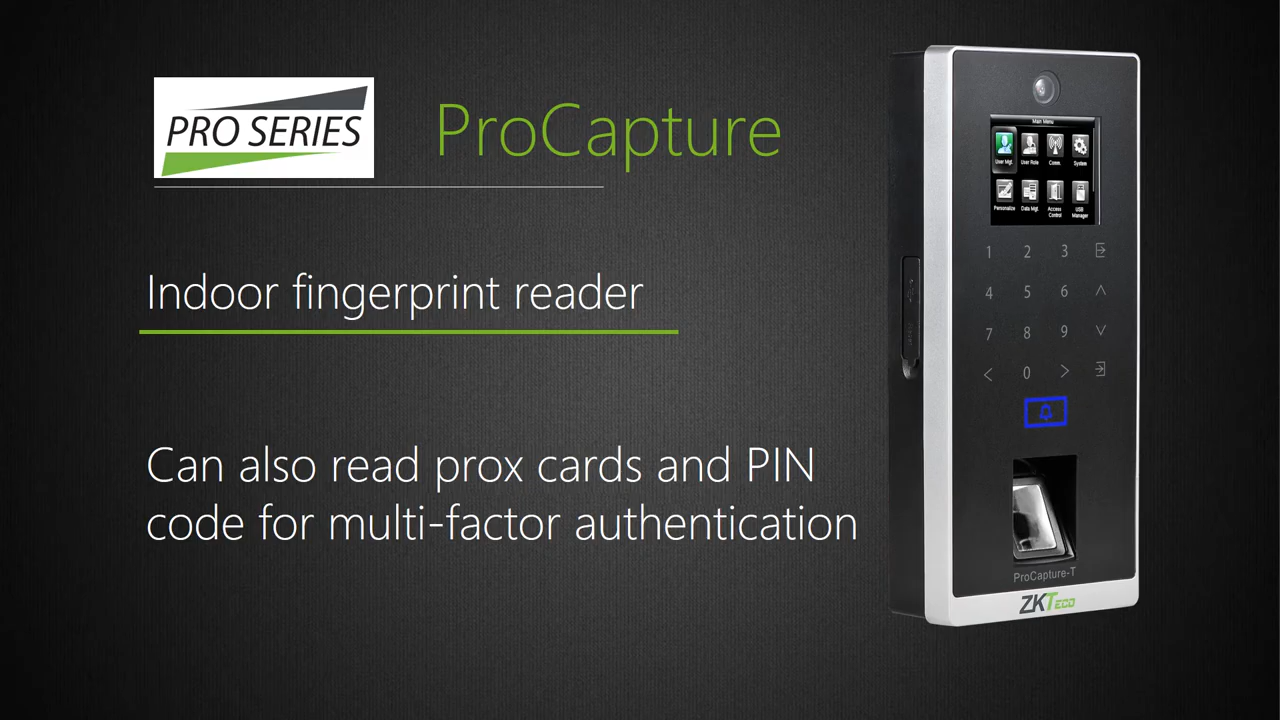 PRO SERIES
ProCapture
Indoor fingerprint reader
Can also read prox cards and PIN
code for multi-factor authentication
Main Menu
User Mgt. User Role Comm. System
Personalize Data Mgt. Access Control USB Manager
1 2 3
4 5 6
7 8 9
< 0 >
ProCapture-T
ZKTECO